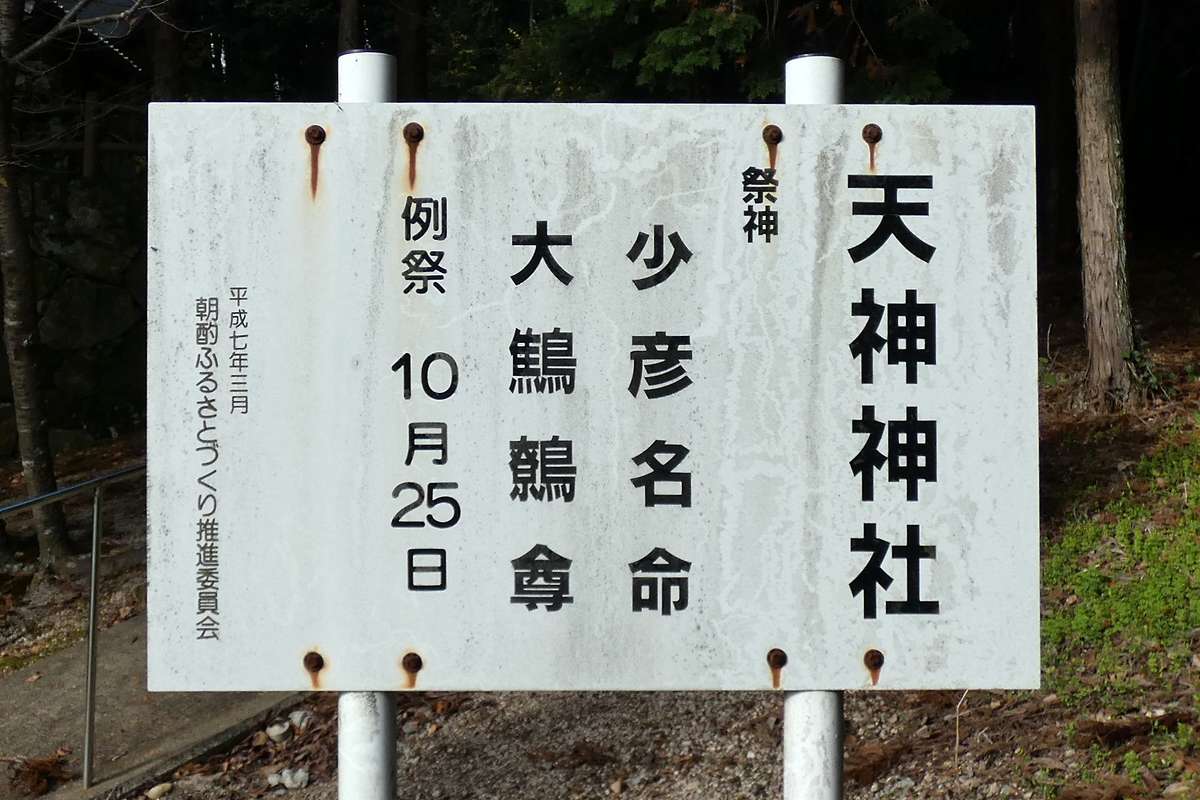 天神神社
祭神
少彦名命
大鷦鷯尊
例祭 10月25日
平成七年三月
朝酌ふるさとづくり推進委員会